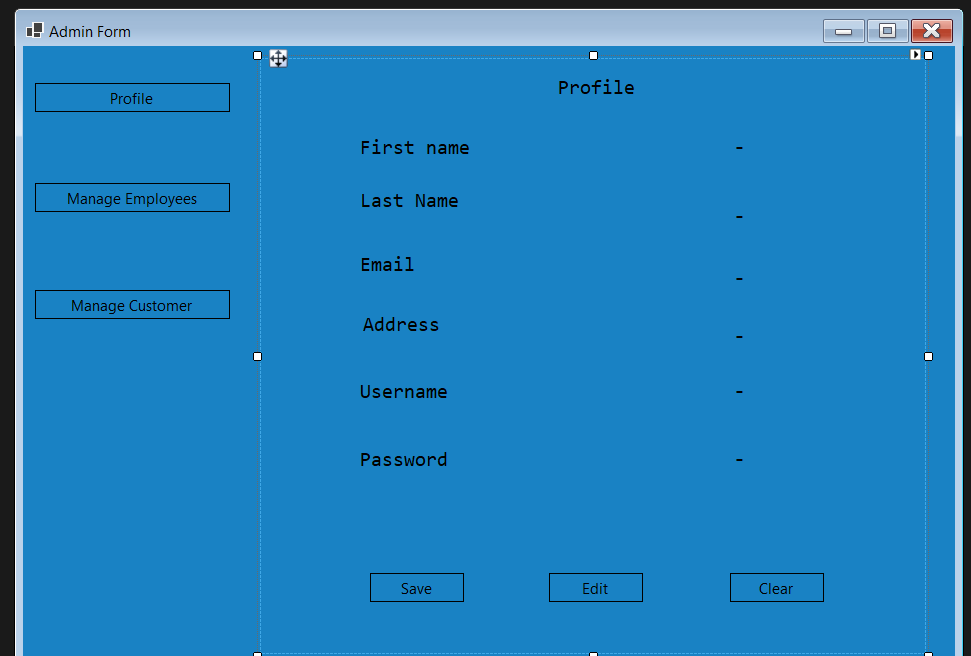 Admin Form
Profile
Manage Employees
Manage Customer
Profile
First name -
Last Name -
Email -
Address -
Username -
Password -
Save Edit Clear